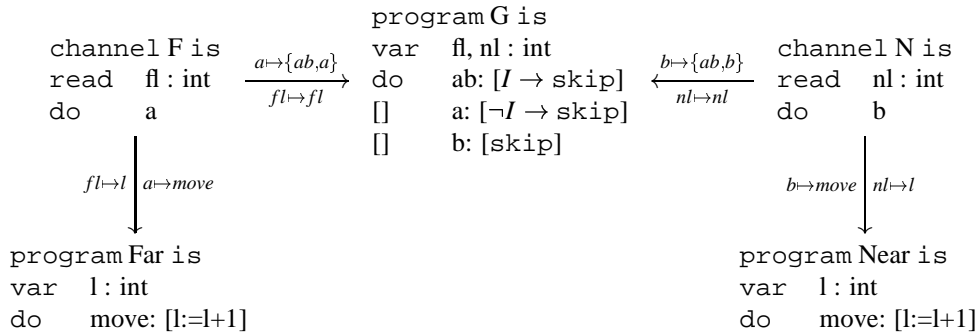 program G is
var fl, nl : int
do ab: [I → skip]
[] a: [¬I → skip]
[] b: [skip]
channel F is
read fl : int
do a
a↦{ab,a}
fl↦fl
b↦{ab,b}
nl↦nl
channel N is
read nl : int
do b
fl↦l a↦move
b↦move nl↦l
program Far is
var l : int
do move: [l:=l+1]
program Near is
var l : int
do move: [l:=l+1]